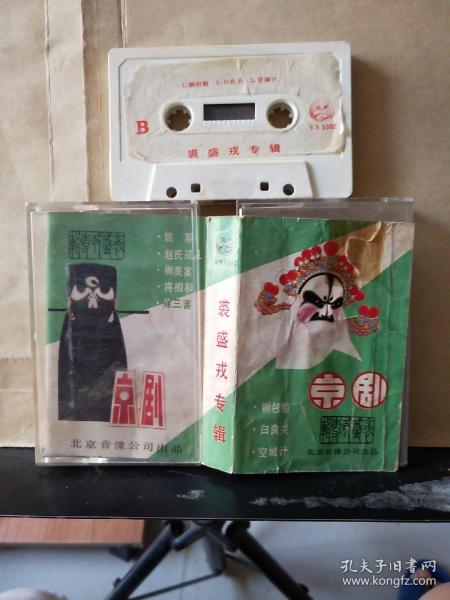 1.铡包勉 2.白良关 3.空城计
B
裘盛戎专辑
姚期
赵氏孤儿
铡美案
将相和
除三害
京剧
北京音像公司出品
裘盛戎专辑
京剧
·铡包勉
·白良关
·空城计
北京音像公司出品
孔夫子旧书网
www.kongfz.com